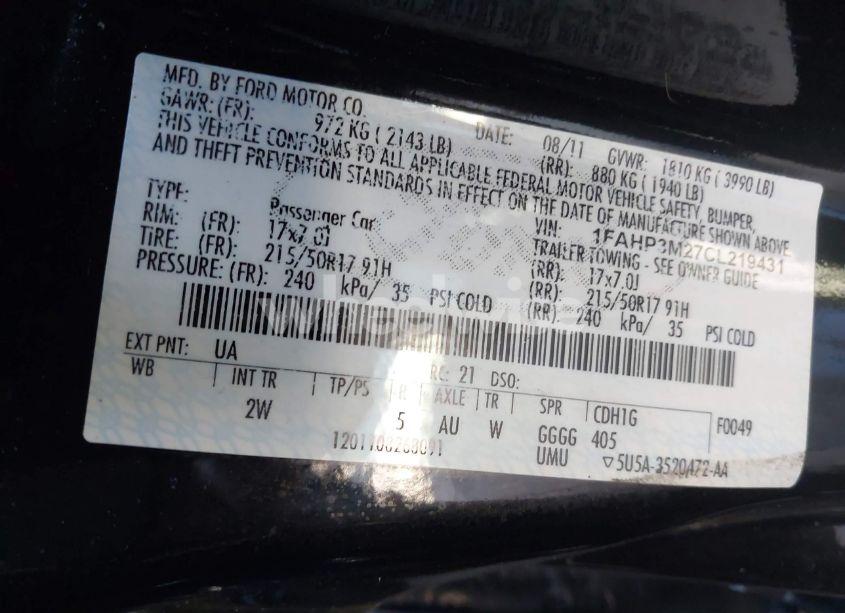 MFD. BY FORD MOTOR CO.
DATE: 08/11 GVWR: 1810 KG ( 3990 LB)
GAWR: (FR): 972 KG ( 2143 LB) (RR): 880 KG ( 1940 LB)
THIS VEHICLE CONFORMS TO ALL APPLICABLE FEDERAL MOTOR VEHICLE SAFETY, BUMPER,
AND THEFT PREVENTION STANDARDS IN EFFECT ON THE DATE OF MANUFACTURE SHOWN ABOVE
VIN: 1FAHP3M27CL219431
TYPE: Passenger Car TRAILER TOWING - SEE OWNER GUIDE
RIM: (FR): 17x7.0J (RR): 17x7.0J
TIRE: (FR): 215/50R17 91H (RR): 215/50R17 91H
PRESSURE: (FR): 240 kPa/ 35 PSI COLD (RR): 240 kPa/ 35 PSI COLD
EXT PNT: UA RC: 21 DSO:
WB INT TR TP/PS R AXLE TR SPR CDH1G F0049
2W 5 AU W GGGG 405
UMU ▽5U5A-3520472-AA